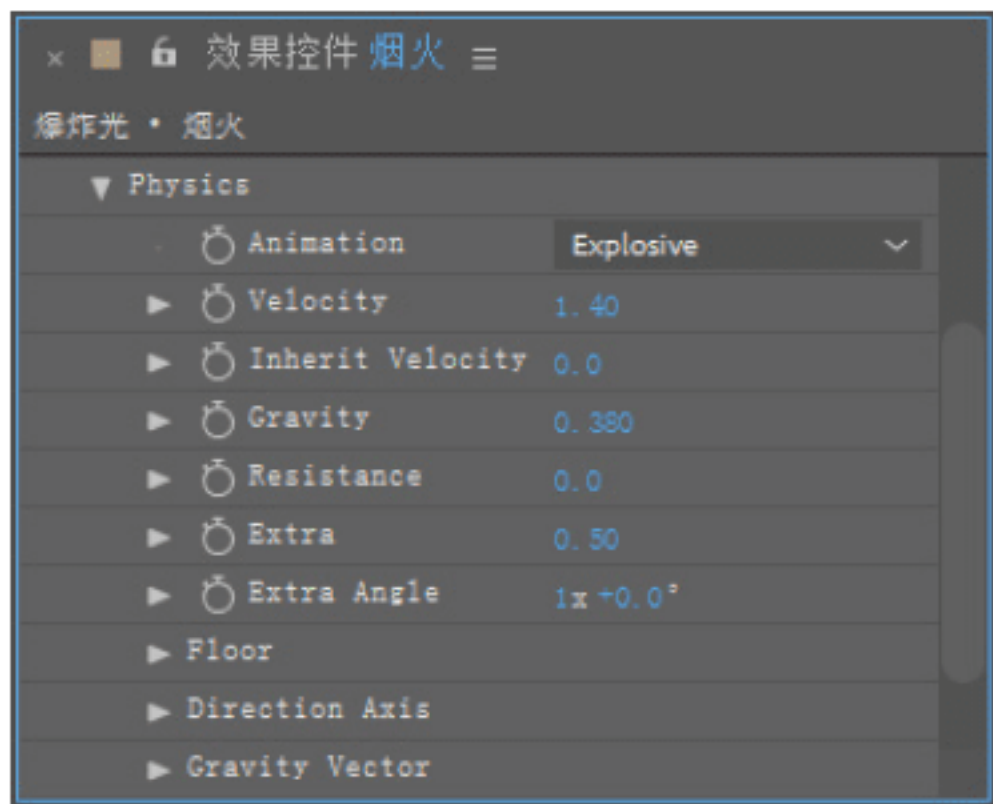 效果控件 烟火
爆炸光 • 烟火
Physics
Animation Explosive
Velocity 1.40
Inherit Velocity 0.0
Gravity 0.380
Resistance 0.0
Extra 0.50
Extra Angle 1x +0.0°
Floor
Direction Axis
Gravity Vector